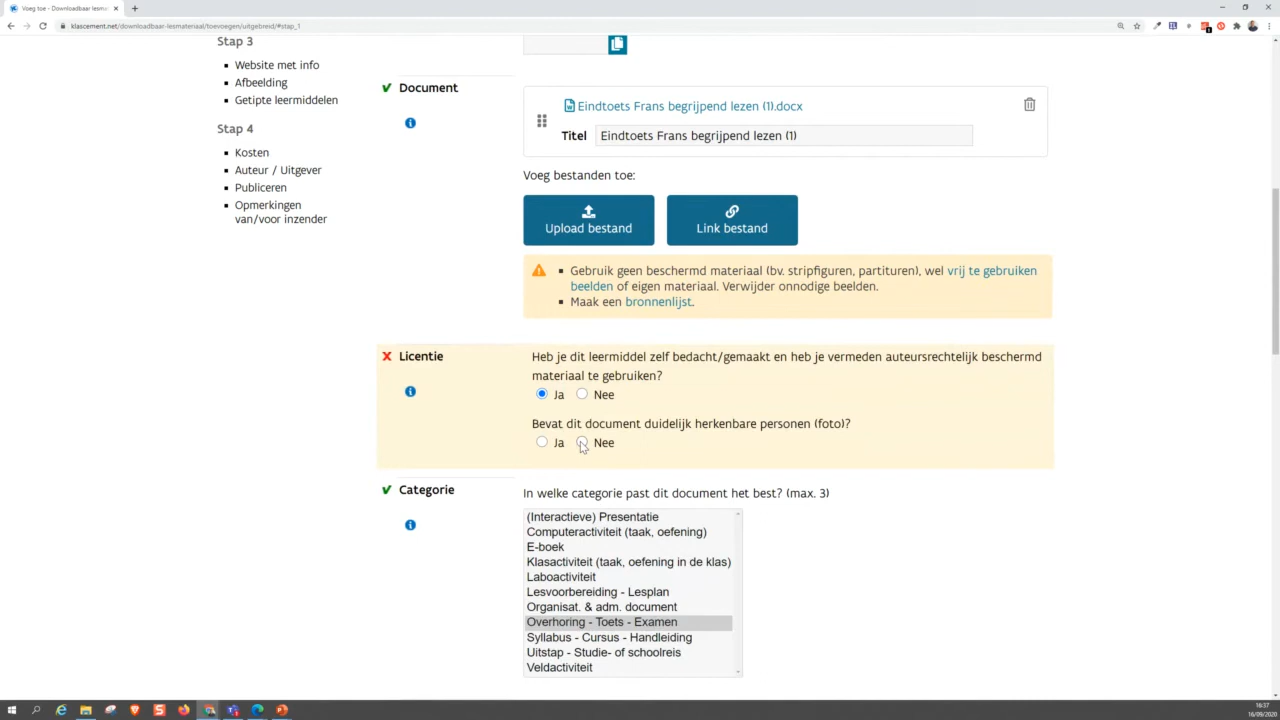 Voeg toe - Downloadbaar lesmat
klascement.net/downloadbaar-lesmateriaal/toevoegen/uitgebreid/#stap_1
Stap 3
Website met info
Afbeelding
Getipte leermiddelen
Stap 4
Kosten
Auteur / Uitgever
Publiceren
Opmerkingen
van/voor inzender
Document
Eindtoets Frans begrijpend lezen (1).docx
Titel Eindtoets Frans begrijpend lezen (1)
Voeg bestanden toe:
Upload bestand Link bestand
Gebruik geen beschermd materiaal (bv. stripfiguren, partituren), wel vrij te gebruiken
beelden of eigen materiaal. Verwijder onnodige beelden.
Maak een bronnenlijst.
Licentie
Heb je dit leermiddel zelf bedacht/gemaakt en heb je vermeden auteursrechtelijk beschermd
materiaal te gebruiken?
Ja Nee
Bevat dit document duidelijk herkenbare personen (foto)?
Ja Nee
Categorie
In welke categorie past dit document het best? (max. 3)
(Interactieve) Presentatie
Computeractiviteit (taak, oefening)
E-boek
Klasactiviteit (taak, oefening in de klas)
Laboactiviteit
Lesvoorbereiding - Lesplan
Organisat. & adm. document
Overhoring - Toets - Examen
Syllabus - Cursus - Handleiding
Uitstap - Studie- of schoolreis
Veldactiviteit
16:37
16/09/2020